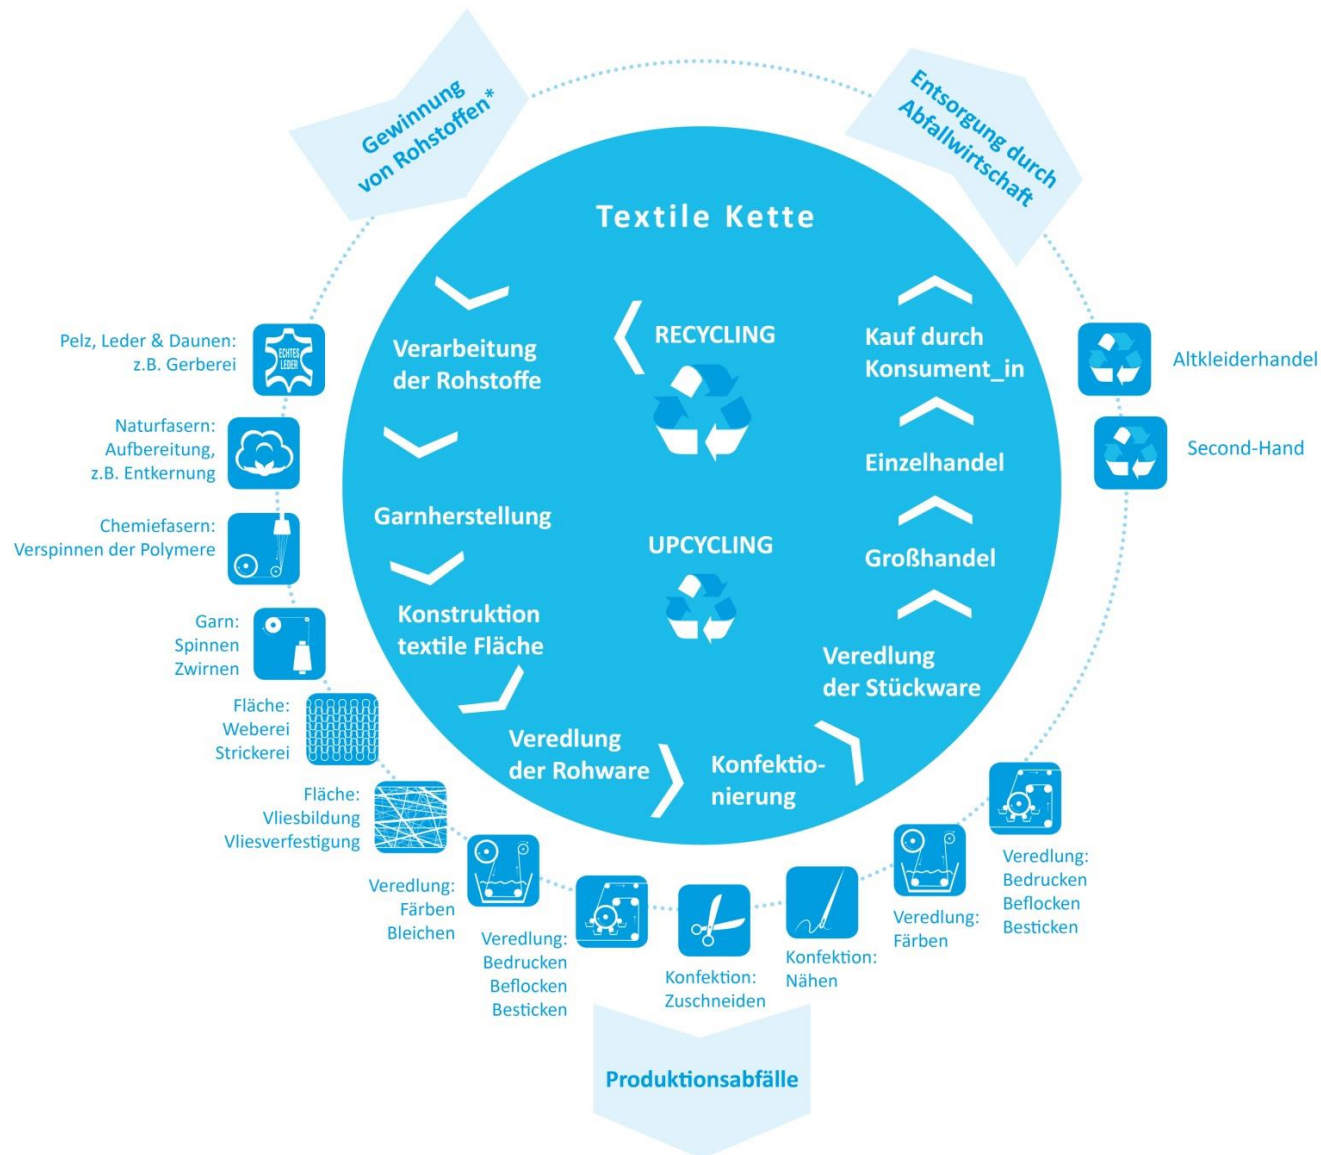 Gewinnung
von Rohstoffen*
Entsorgung durch
Abfallwirtschaft
Textile Kette
Verarbeitung
der Rohstoffe
Garnherstellung
Konstruktion
textile Fläche
Veredlung
der Rohware
Konfektio-
nierung
Veredlung
der Stückware
Großhandel
Einzelhandel
Kauf durch
Konsument_in
RECYCLING
UPCYCLING
Pelz, Leder & Daunen:
z.B. Gerberei
ECHTES
LEDER
Naturfasern:
Aufbereitung,
z.B. Entkernung
Chemiefasern:
Verspinnen der Polymere
Garn:
Spinnen
Zwirnen
Fläche:
Weberei
Strickerei
Fläche:
Vliesbildung
Vliesverfestigung
Veredlung:
Färben
Bleichen
Veredlung:
Bedrucken
Beflocken
Besticken
Konfektion:
Zuschneiden
Konfektion:
Nähen
Veredlung:
Färben
Veredlung:
Bedrucken
Beflocken
Besticken
Altkleiderhandel
Second-Hand
Produktionsabfälle